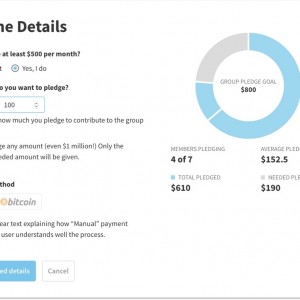 ne Details
e at least $500 per month?
t Yes, I do
o you want to pledge?
100
how much you pledge to contribute to the group
ge any amount (even $1 million!) Only the
eded amount will be given.
ethod
bitcoin
ear text explaining how "Manual" payment
user understands well the process.
ed details
Cancel
GROUP PLEDGE GOAL
$800
MEMBERS PLEDGING
4 of 7
AVERAGE PLE
$152.5
TOTAL PLEDGED
$610
NEEDED PLE
$190